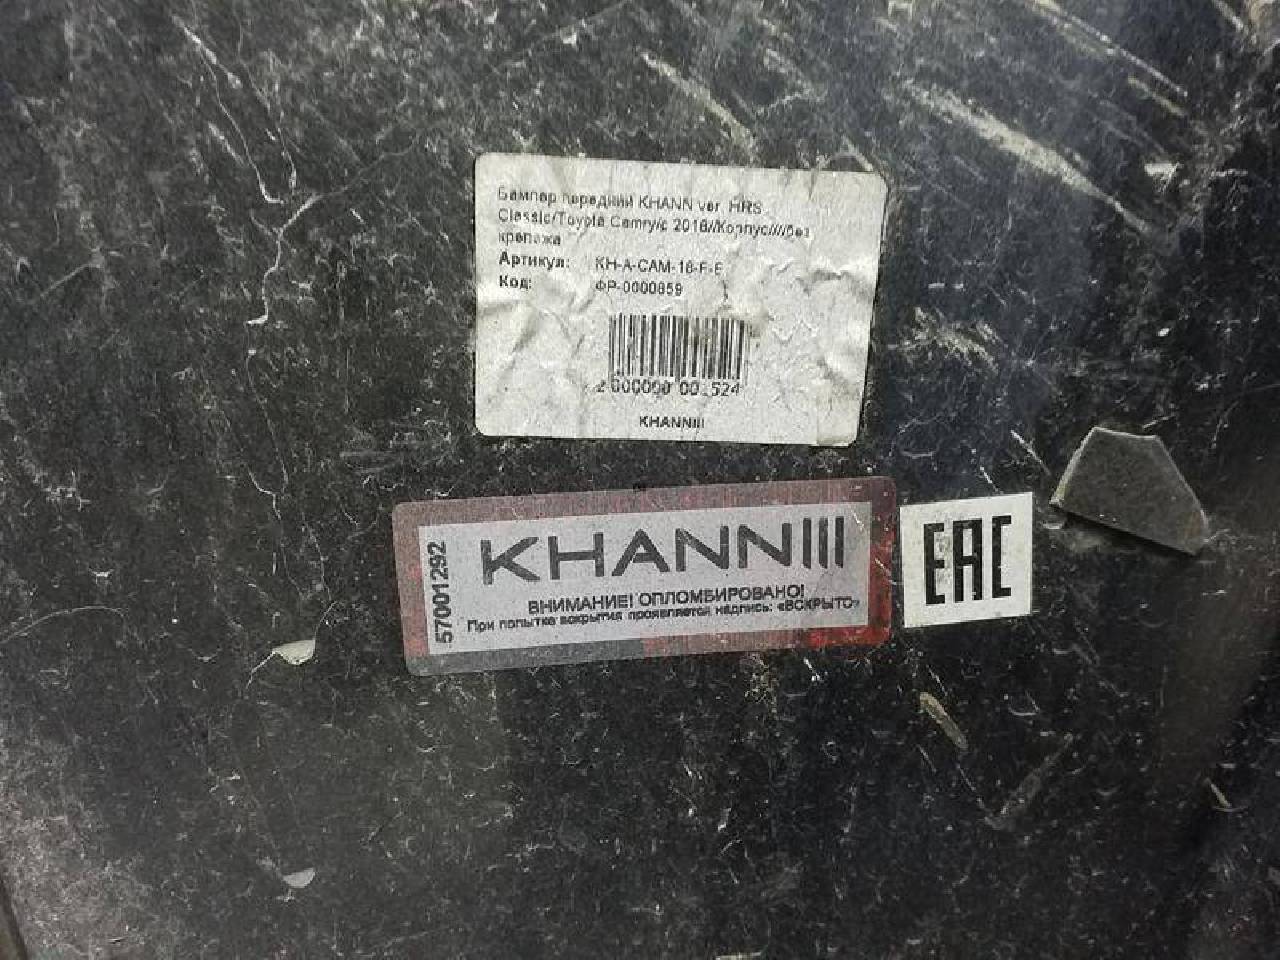 Бампер передний KHANN ver. HRS
Classic/Toyota Camry/с 2018//Корпус////без
крепежа
Артикул: KH-A-CAM-18-F-
Код: ФР-0000859
KHANNIII
57001292
KHANNIII
ВНИМАНИЕ! ОПЛОМБИРОВАНО!
При попытке вскрытия проявляется надпись: «ВСКРЫТО»
EAC